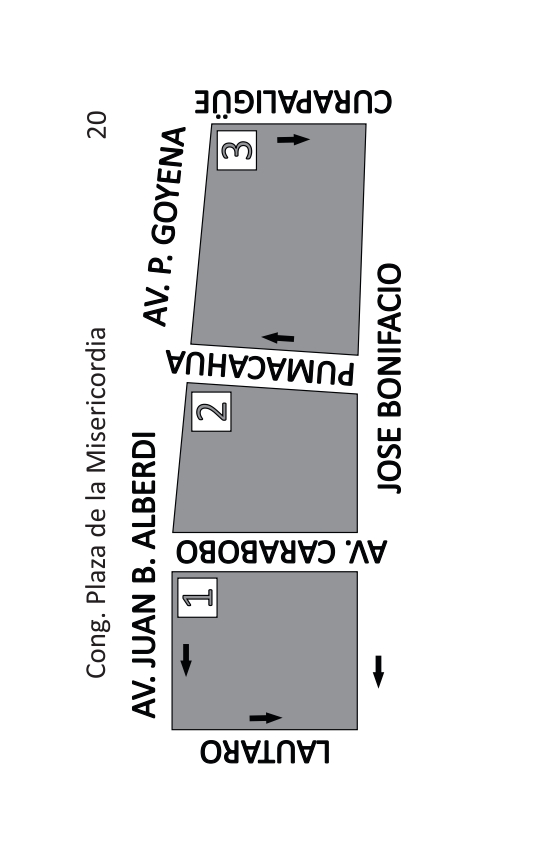 Cong. Plaza de la Misericordia 20
AV. JUAN B. ALBERDI
AV. P. GOYENA
LAUTARO
1
AV. CARABOBO
2
PUMACAHUA
3
CURAPALIGÜE
JOSE BONIFACIO